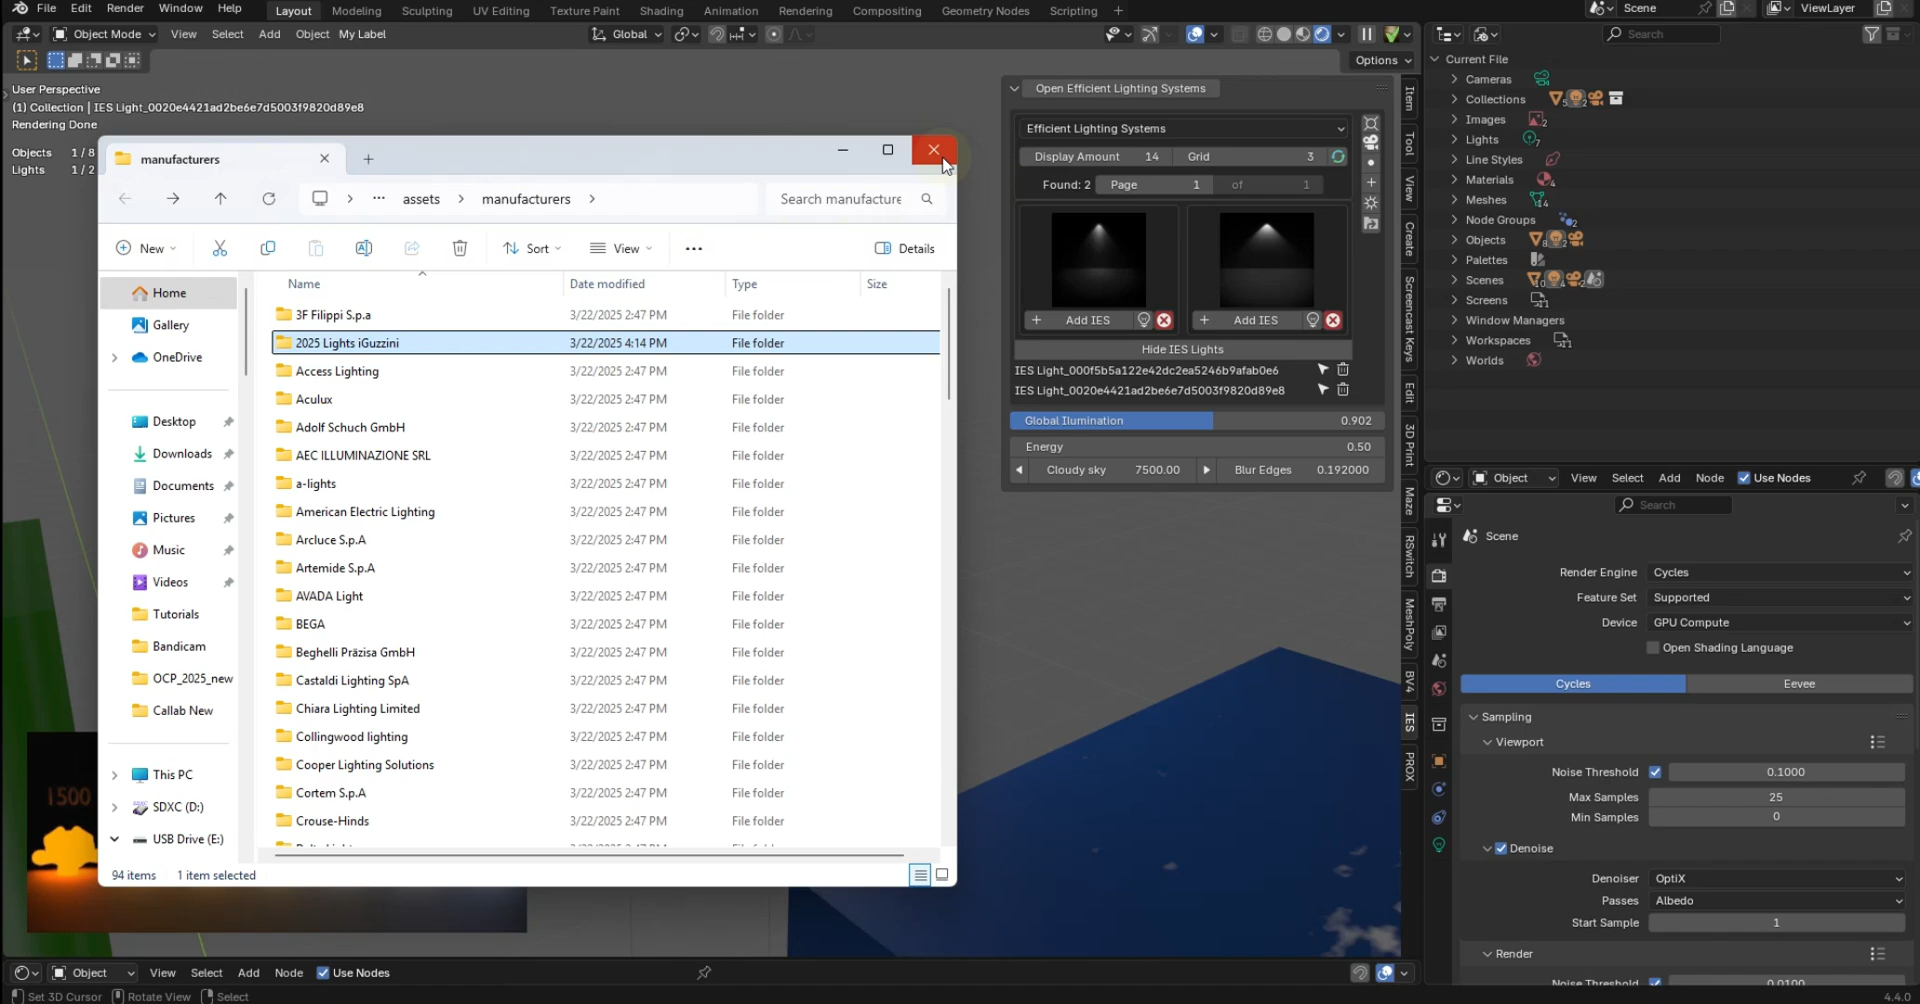 File Edit Render Window Help Layout Modeling Sculpting UV Editing Texture Paint Shading Animation Rendering Compositing Geometry Nodes Scripting + Scene ViewLayer
Object Mode View Select Add Object My Label Global Search
Options
User Perspective
(1) Collection | IES Light_0020e4421ad2be6e7d5003f9820d89e8
Rendering Done
Objects 1/8
Lights 1/2
manufacturers
assets > manufacturers > Search manufacture
New Sort View Details
Home
Gallery
OneDrive
Desktop
Downloads
Documents
Pictures
Music
Videos
Tutorials
Bandicam
OCP_2025_new
Callab New
This PC
SDXC (D:)
USB Drive (E:)
Name Date modified Type Size
3F Filippi S.p.a 3/22/2025 2:47 PM File folder
2025 Lights iGuzzini 3/22/2025 4:14 PM File folder
Access Lighting 3/22/2025 2:47 PM File folder
Aculux 3/22/2025 2:47 PM File folder
Adolf Schuch GmbH 3/22/2025 2:47 PM File folder
AEC ILLUMINAZIONE SRL 3/22/2025 2:47 PM File folder
a-lights 3/22/2025 2:47 PM File folder
American Electric Lighting 3/22/2025 2:47 PM File folder
Arcluce S.p.A 3/22/2025 2:47 PM File folder
Artemide S.p.A 3/22/2025 2:47 PM File folder
AVADA Light 3/22/2025 2:47 PM File folder
BEGA 3/22/2025 2:47 PM File folder
Beghelli Präzisa GmbH 3/22/2025 2:47 PM File folder
Castaldi Lighting SpA 3/22/2025 2:47 PM File folder
Chiara Lighting Limited 3/22/2025 2:47 PM File folder
Collingwood lighting 3/22/2025 2:47 PM File folder
Cooper Lighting Solutions 3/22/2025 2:47 PM File folder
Cortem S.p.A 3/22/2025 2:47 PM File folder
Crouse-Hinds 3/22/2025 2:47 PM File folder
94 items 1 item selected
1500
Open Efficient Lighting Systems
Efficient Lighting Systems
Display Amount 14 Grid 3
Found: 2 Page 1 of 1
+ Add IES + Add IES
Hide IES Lights
IES Light_000f5b5a122e42dc2ea5246b9afab0e6
IES Light_0020e4421ad2be6e7d5003f9820d89e8
Global Ilumination 0.902
Energy 0.50
Cloudy sky 7500.00 Blur Edges 0.192000
Item
Tool
View
Create
Screencast Keys
Edit
3D Print
Maze
RSwitch
MeshPoly
BV4
IES
PROX
Current File
Cameras
Collections 5 2
Images 2
Lights 7
Line Styles
Materials 4
Meshes 14
Node Groups 2
Objects 8 2
Palettes
Scenes 10 4 2
Screens 11
Window Managers
Workspaces 11
Worlds
Object View Select Add Node Use Nodes
Search
Scene
Render Engine Cycles
Feature Set Supported
Device GPU Compute
Open Shading Language
Cycles Eevee
Sampling
Viewport
Noise Threshold 0.1000
Max Samples 25
Min Samples 0
Denoise
Denoiser OptiX
Passes Albedo
Start Sample 1
Render
Noise Threshold 0.0100
Object View Select Add Node Use Nodes
Set 3D Cursor Rotate View Select 4.4.0